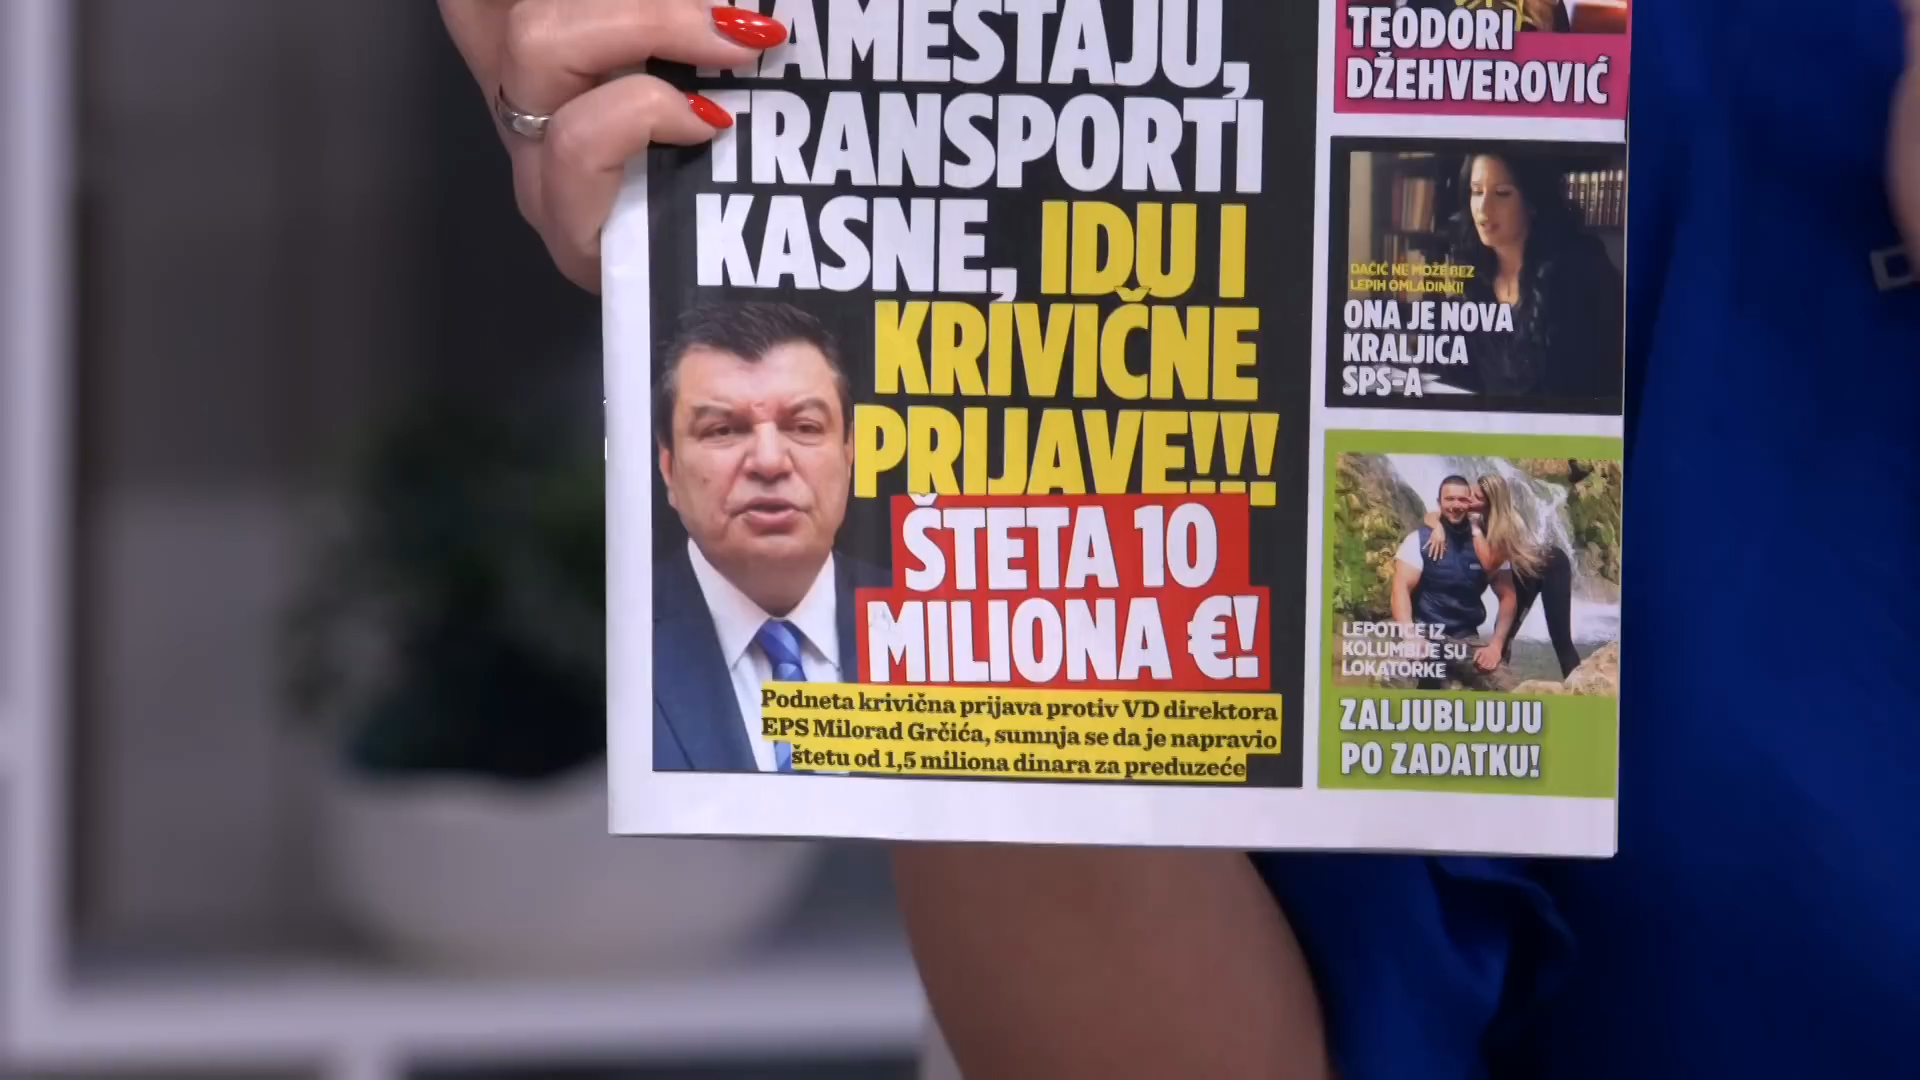 NAMEŠTAJU,
TRANSPORTI
KASNE, IDU I
KRIVIČNE
PRIJAVE!!!
ŠTETA 10
MILIONA €!
Podneta krivična prijava protiv VD direktora
EPS Milorad Grčića, sumnja se da je napravio
štetu od 1,5 miliona dinara za preduzeće
TEODORI
DŽEHVEROVIĆ
DAČIĆ NE MOŽE BEZ
LEPIH OMLADINKI!
ONA JE NOVA
KRALJICA
SPS-A
LEPOTICE IZ
KOLUMBIJE SU
LOKATORKE
ZALJUBLJUJU
PO ZADATKU!